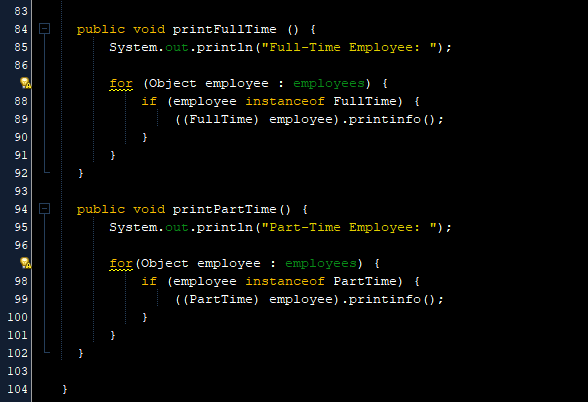 83
84 public void printFullTime () {
85 System.out.println("Full-Time Employee: ");
86
for (Object employee : employees) {
88 if (employee instanceof FullTime) {
89 ((FullTime) employee).printinfo();
90 }
91 }
92 }
93
94 public void printPartTime() {
95 System.out.println("Part-Time Employee: ");
96
for(Object employee : employees) {
98 if (employee instanceof PartTime) {
99 ((PartTime) employee).printinfo();
100 }
101 }
102 }
103
104 }